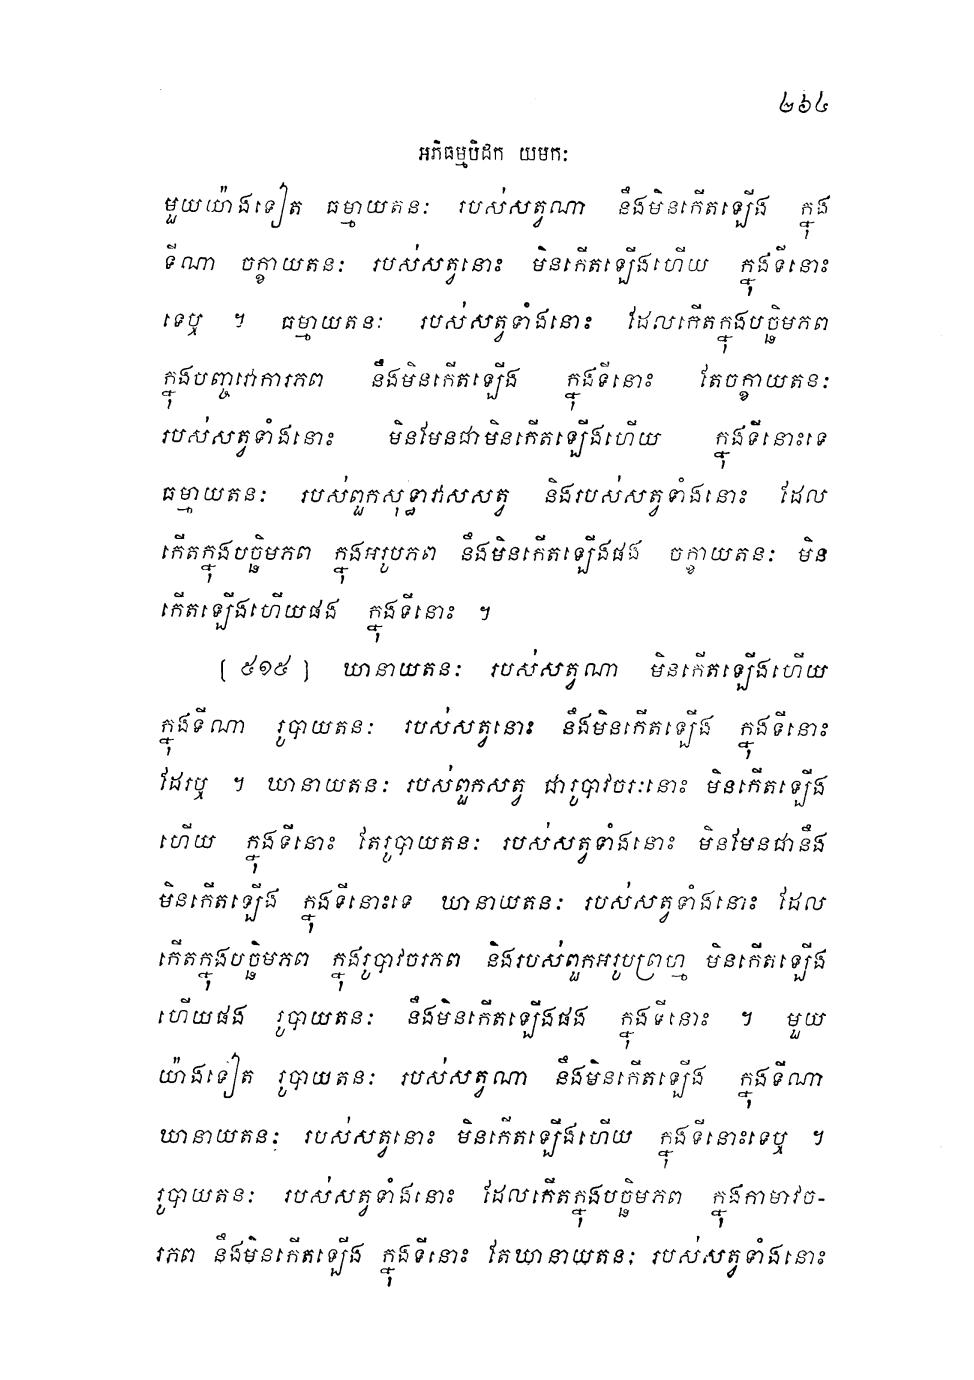 ២៦៤
អភិធម្មបិដក យមកៈ
មួយយ៉ាងទៀត ធម្មាយតនៈ របស់សត្វណា នឹងមិនកើតឡើង ក្នុង
ទីណា ចក្ខាយតនៈ របស់សត្វនោះ មិនកើតឡើងហើយ ក្នុងទីនោះ
ទេឬ ។ ធម្មាយតនៈ របស់សត្វទាំងនោះ ដែលកើតក្នុងបច្ឆិមភព
ក្នុងបញ្ចវោការភព នឹងមិនកើតឡើង ក្នុងទីនោះ តែចក្ខាយតនៈ
របស់សត្វទាំងនោះ មិនមែនជាមិនកើតឡើងហើយ ក្នុងទីនោះទេ
ធម្មាយតនៈ របស់ពួកសុទ្ធាវាសសត្វ និងរបស់សត្វទាំងនោះ ដែល
កើតក្នុងបច្ឆិមភព ក្នុងអរូបភព នឹងមិនកើតឡើងផង ចក្ខាយតនៈ មិន
កើតឡើងហើយផង ក្នុងទីនោះ ។
[ ៥១៥ ] ឃានាយតនៈ របស់សត្វណា មិនកើតឡើងហើយ
ក្នុងទីណា រូបាយតនៈ របស់សត្វនោះ នឹងមិនកើតឡើង ក្នុងទីនោះ
ដែរឬ ។ ឃានាយតនៈ របស់ពួកសត្វ ជារូបាវចរៈនោះ មិនកើតឡើង
ហើយ ក្នុងទីនោះ តែរូបាយតនៈ របស់សត្វទាំងនោះ មិនមែនជានឹង
មិនកើតឡើង ក្នុងទីនោះទេ ឃានាយតនៈ របស់សត្វទាំងនោះ ដែល
កើតក្នុងបច្ឆិមភព ក្នុងរូបាវចរភព និងរបស់ពួកអរូបព្រហ្ម មិនកើតឡើង
ហើយផង រូបាយតនៈ នឹងមិនកើតឡើងផង ក្នុងទីនោះ ។ មួយ
យ៉ាងទៀត រូបាយតនៈ របស់សត្វណា នឹងមិនកើតឡើង ក្នុងទីណា
ឃានាយតនៈ របស់សត្វនោះ មិនកើតឡើងហើយ ក្នុងទីនោះទេឬ ។
រូបាយតនៈ របស់សត្វទាំងនោះ ដែលកើតក្នុងបច្ឆិមភព ក្នុងកាមាវច-
រភព នឹងមិនកើតឡើង ក្នុងទីនោះ តែឃានាយតនៈ របស់សត្វទាំងនោះ